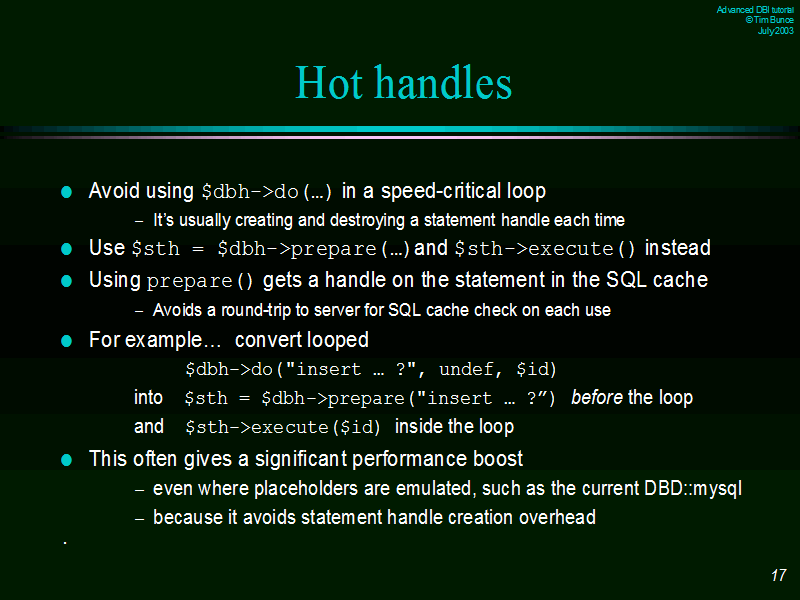 Advanced DBI tutorial
© Tim Bunce
July 2003
Hot handles
Avoid using $dbh->do(…) in a speed-critical loop
– It’s usually creating and destroying a statement handle each time
Use $sth = $dbh->prepare(…)and $sth->execute() instead
Using prepare() gets a handle on the statement in the SQL cache
– Avoids a round-trip to server for SQL cache check on each use
For example… convert looped
$dbh->do("insert … ?", undef, $id)
into $sth = $dbh->prepare("insert … ?”) before the loop
and $sth->execute($id) inside the loop
This often gives a significant performance boost
– even where placeholders are emulated, such as the current DBD::mysql
– because it avoids statement handle creation overhead
.
17